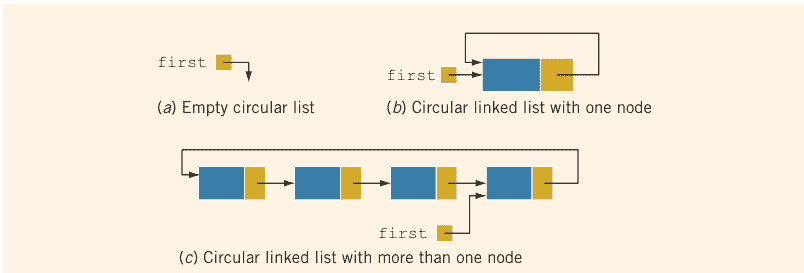 first
(a) Empty circular list
first
(b) Circular linked list with one node
first
(c) Circular linked list with more than one node